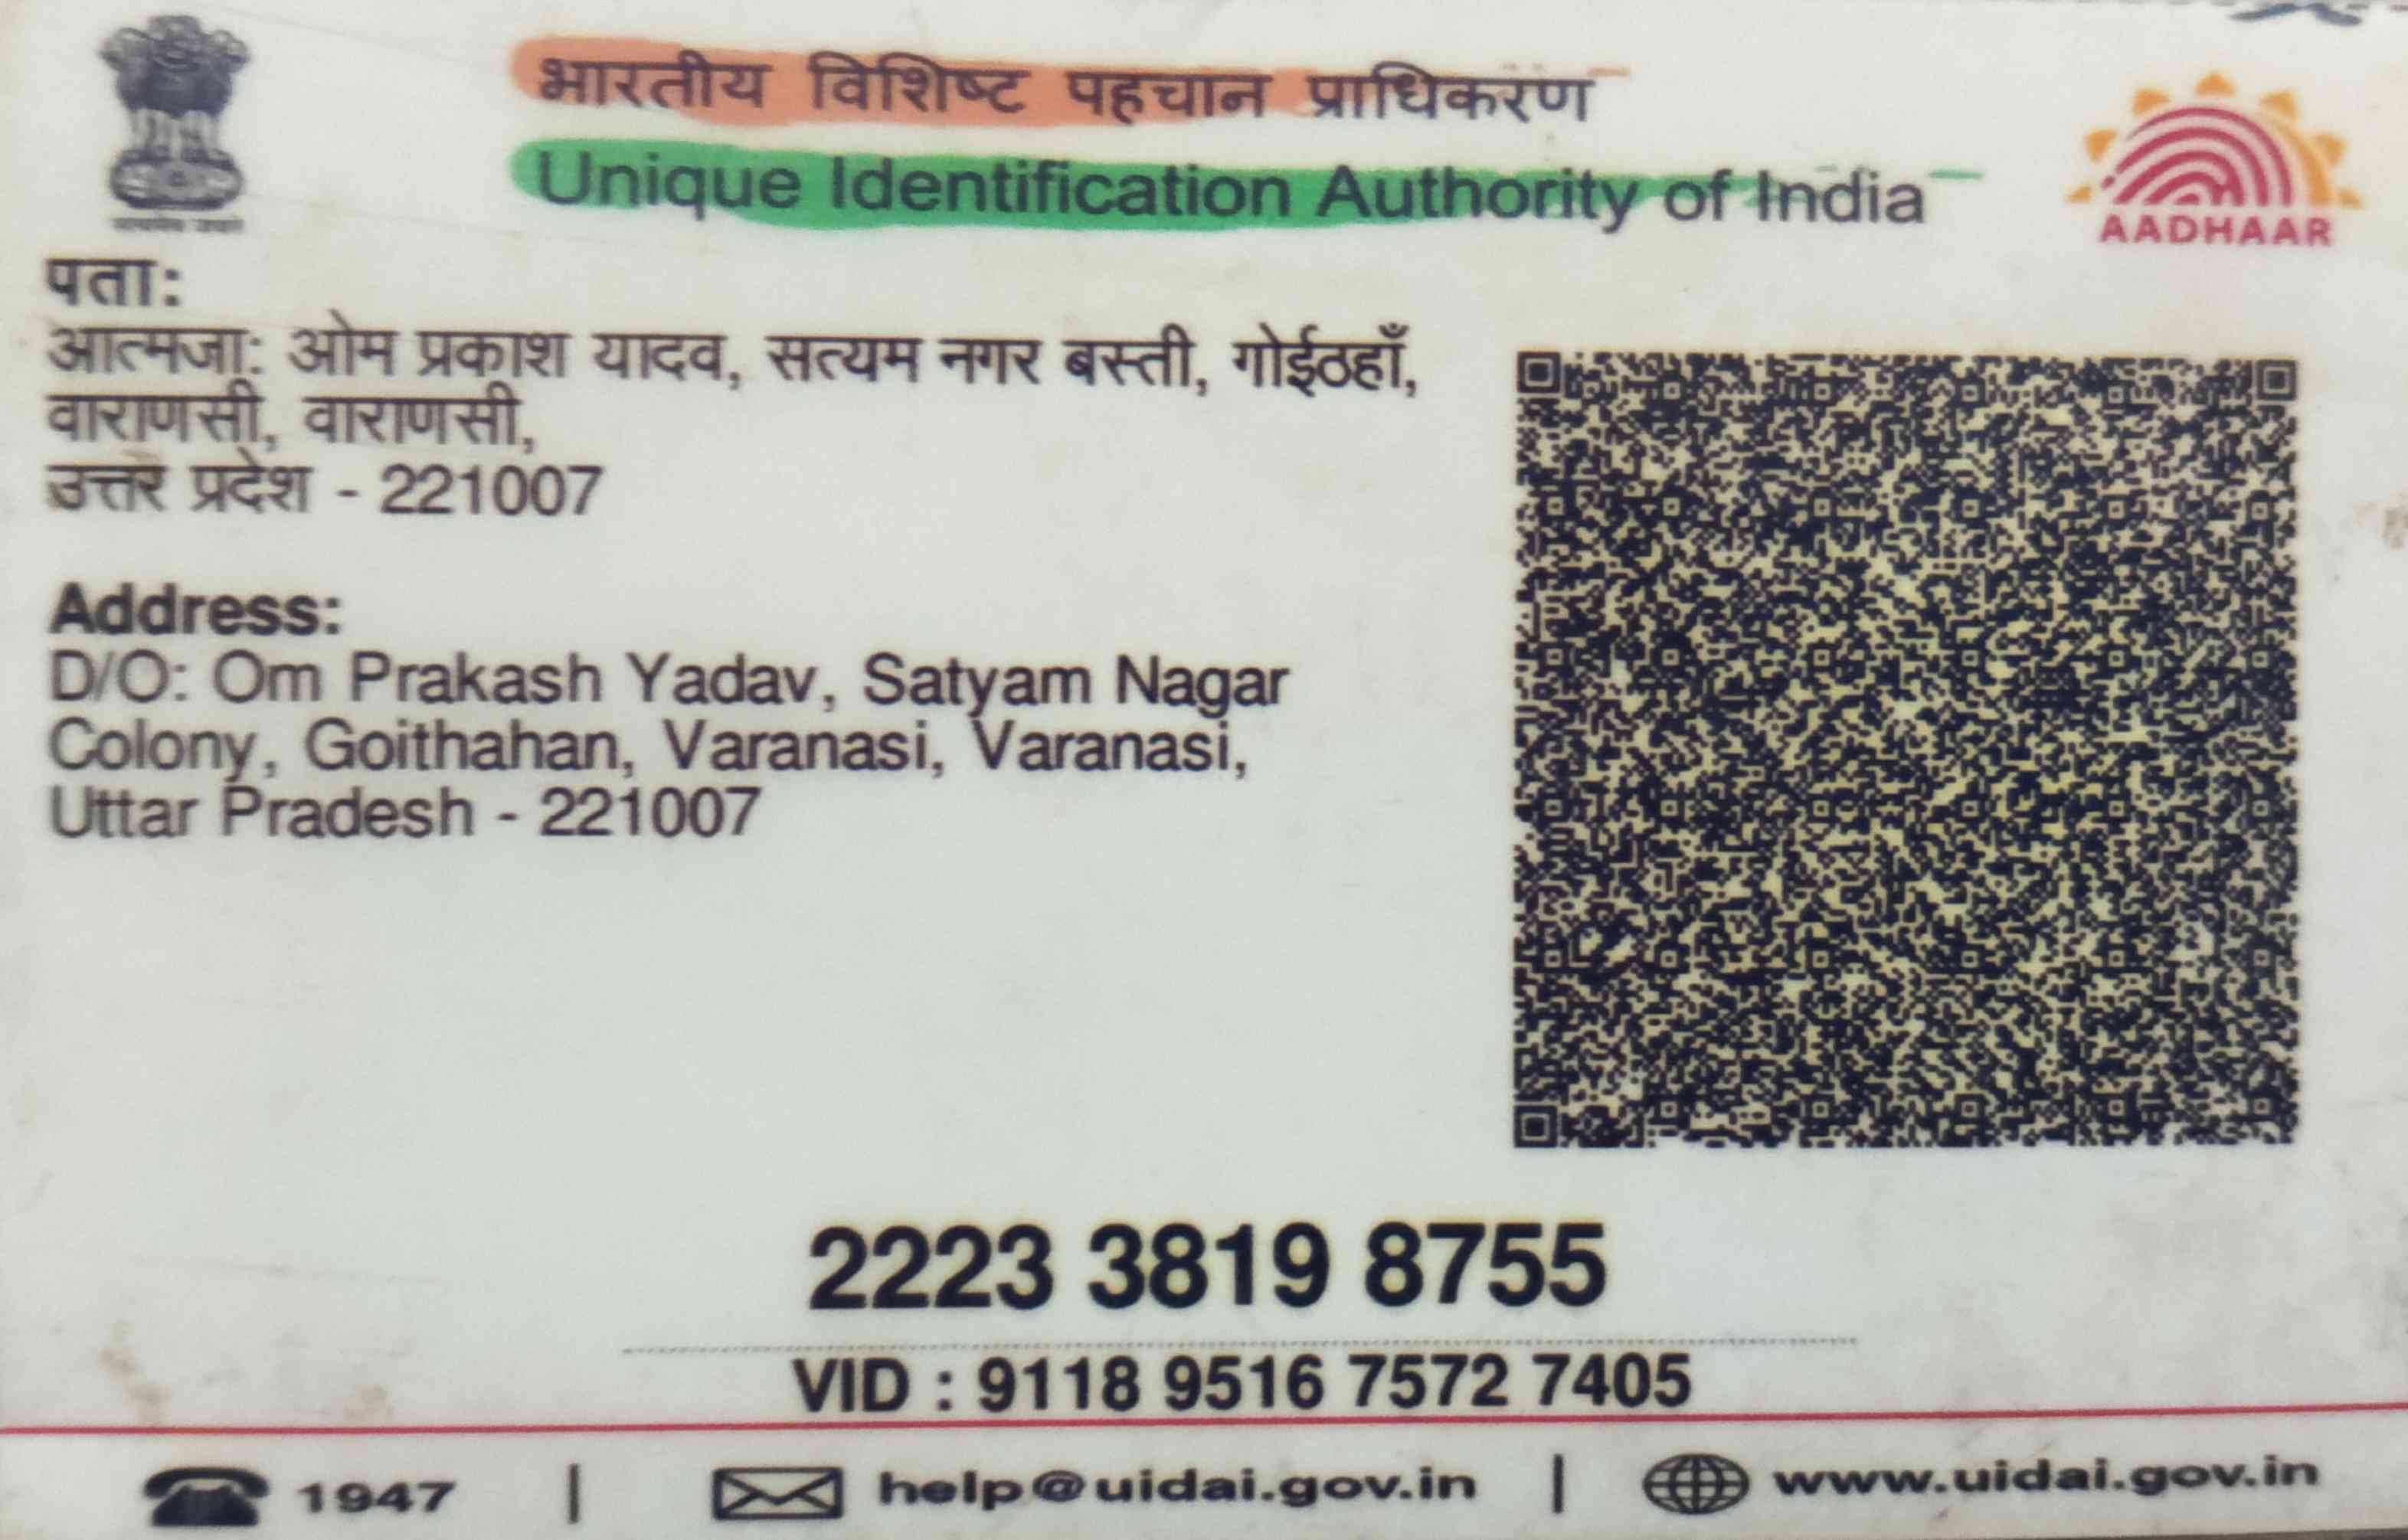 भारतीय विशिष्ट पहचान प्राधिकरण
Unique Identification Authority of India
AADHAAR
पता:
आत्मजा: ओम प्रकाश यादव, सत्यम नगर बस्ती, गोईठहाँ,
वाराणसी, वाराणसी,
उत्तर प्रदेश - 221007
Address:
D/O: Om Prakash Yadav, Satyam Nagar
Colony, Goithahan, Varanasi, Varanasi,
Uttar Pradesh - 221007
2223 3819 8755
VID : 9118 9516 7572 7405
1947 | help@uidai.gov.in | www.uidai.gov.in